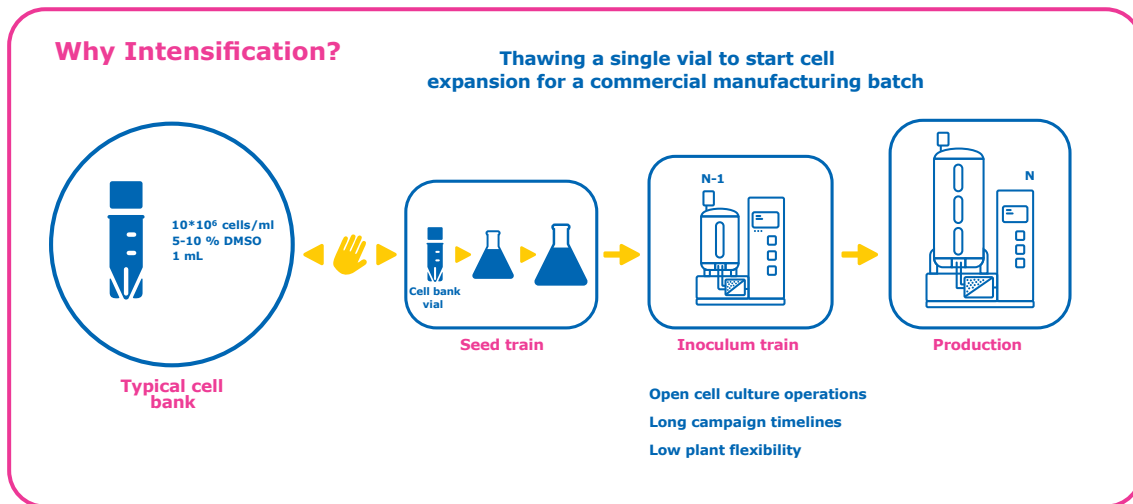 Why Intensification?
Thawing a single vial to start cell
expansion for a commercial manufacturing batch
10*10⁶ cells/ml
5-10 % DMSO
1 mL
Typical cell
bank
Cell bank
vial
Seed train
N-1
Inoculum train
N
Production
Open cell culture operations
Long campaign timelines
Low plant flexibility